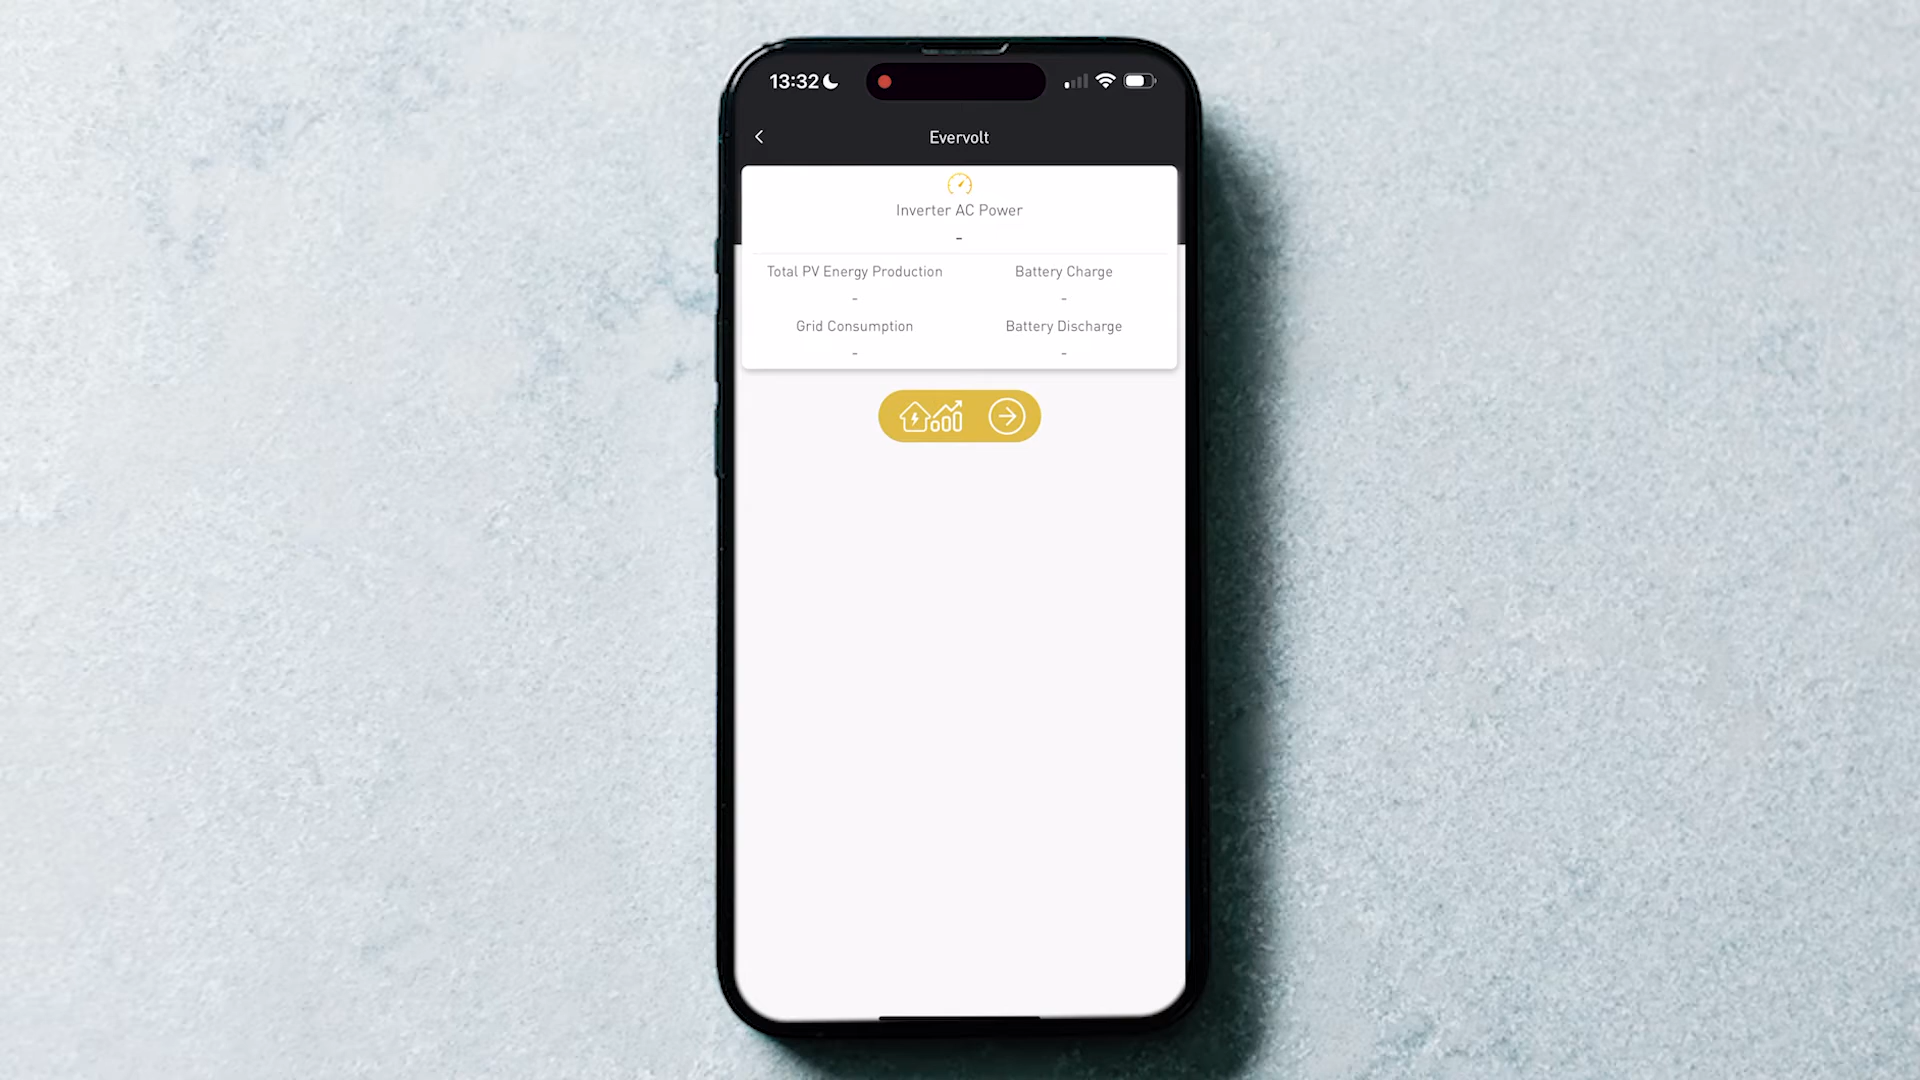 13:32
Evervolt
Inverter AC Power
-
Total PV Energy Production
Battery Charge
-
-
Grid Consumption
Battery Discharge
-
-